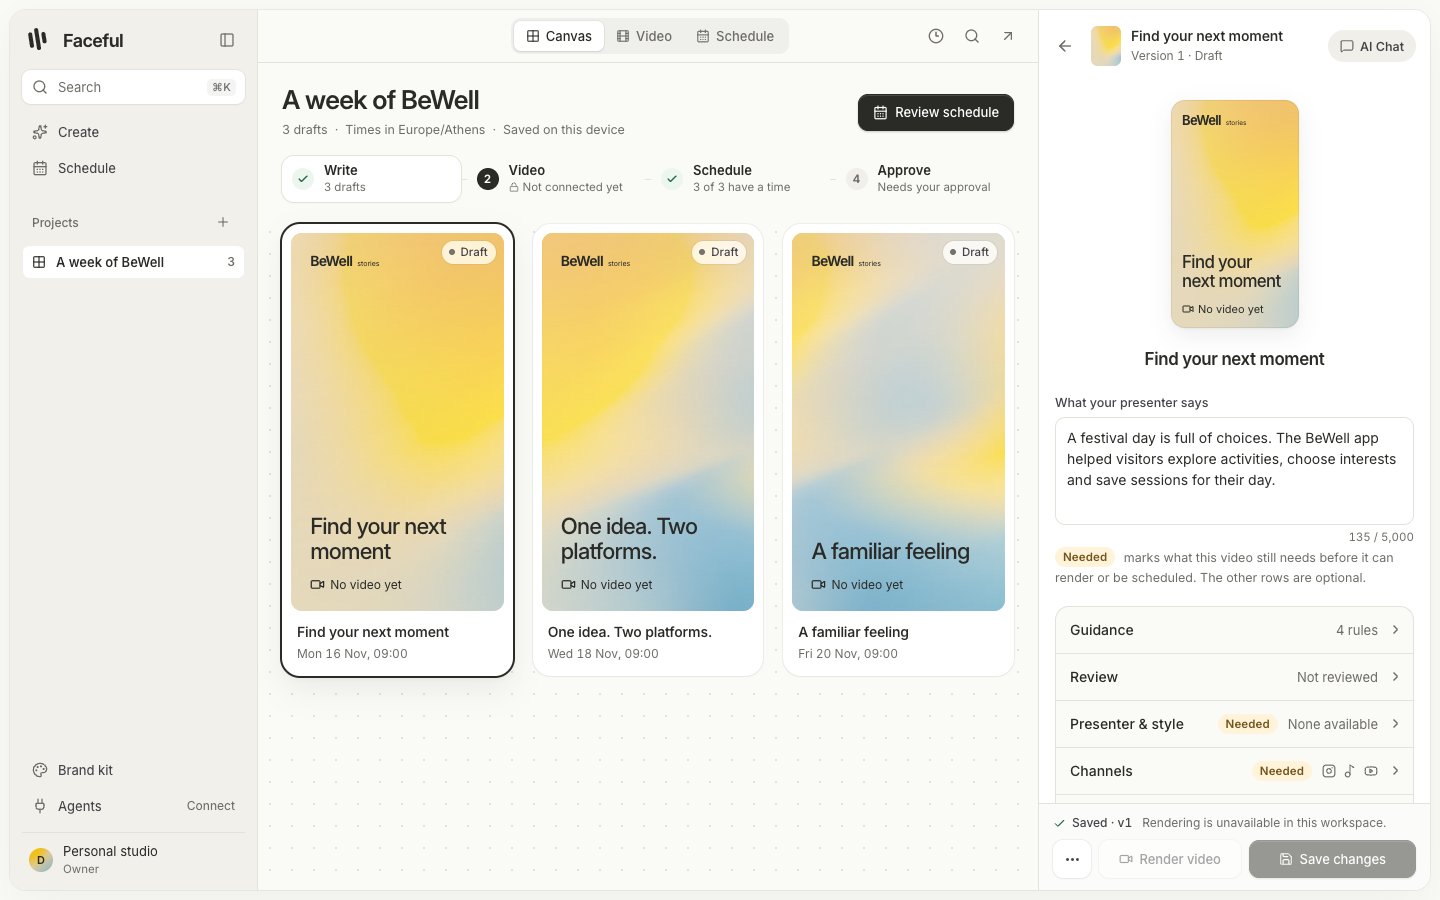 Faceful
Search
⌘K
Create
Schedule
Projects
A week of BeWell
3
Brand kit
Agents
Connect
D
Personal studio
Owner
Canvas
Video
Schedule
A week of BeWell
3 drafts · Times in Europe/Athens · Saved on this device
Review schedule
Write
3 drafts
2
Video
Not connected yet
Schedule
3 of 3 have a time
4
Approve
Needs your approval
BeWell stories
Draft
Find your next
moment
No video yet
Find your next moment
Mon 16 Nov, 09:00
BeWell stories
Draft
One idea. Two
platforms.
No video yet
One idea. Two platforms.
Wed 18 Nov, 09:00
BeWell stories
Draft
A familiar feeling
No video yet
A familiar feeling
Fri 20 Nov, 09:00
Find your next moment
Version 1 · Draft
AI Chat
BeWell stories
Find your
next moment
No video yet
Find your next moment
What your presenter says
A festival day is full of choices. The BeWell app
helped visitors explore activities, choose interests
and save sessions for their day.
135 / 5,000
Needed marks what this video still needs before it can
render or be scheduled. The other rows are optional.
Guidance
4 rules
Review
Not reviewed
Presenter & style
Needed
None available
Channels
Needed
Saved · v1
Rendering is unavailable in this workspace.
Render video
Save changes